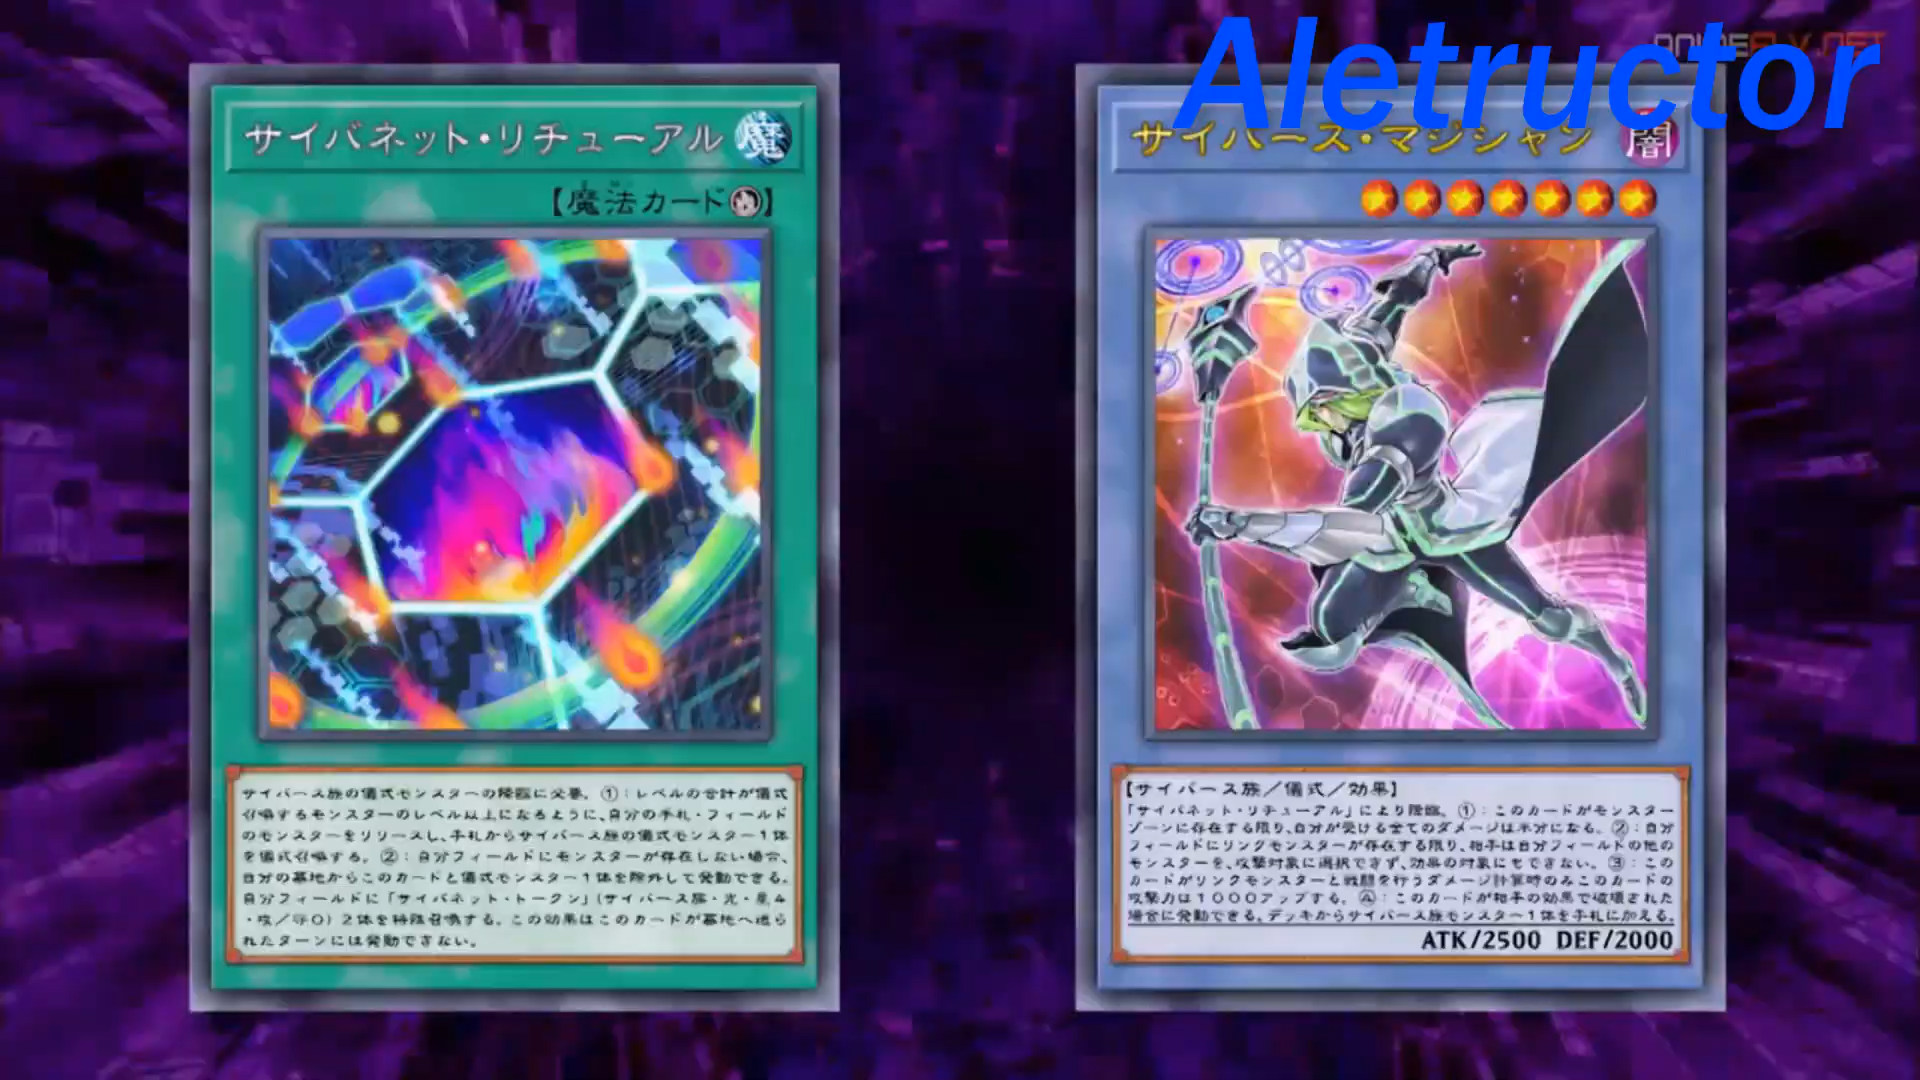 Aletructor
サイバネット・リチューアル
魔
【魔法カード】
サイバース族の儀式モンスターの降臨に必要。①：レベルの合計が儀式
召喚するモンスターのレベル以上になるように、自分の手札・フィールド
のモンスターをリリースし、手札からサイバース族の儀式モンスター1体
を儀式召喚する。②：自分フィールドにモンスターが存在しない場合、
自分の墓地からこのカードと儀式モンスター1体を除外して発動できる。
自分フィールドに「サイバネット・トークン」(サイバース族・光・星4
・攻／守0）2体を特殊召喚する。この効果はこのカードが墓地へ送ら
れたターンには発動できない。
サイバース・マジシャン
闇
【サイバース族／儀式／効果】
「サイバネット・リチューアル」により降臨。①：このカードがモンスター
ゾーンに存在する限り、自分が受ける全てのダメージは半分になる。②：自分
フィールドにリンクモンスターが存在する限り、相手は自分フィールドの他の
モンスターを、攻撃対象に選択できず、効果の対象にもできない。③：この
カードがリンクモンスターと戦闘を行うダメージ計算時のみこのカードの
攻撃力は1000アップする。④：このカードが相手の効果で破壊された
場合に発動できる。デッキからサイバース族モンスター1体を手札に加える。
ATK/2500 DEF/2000